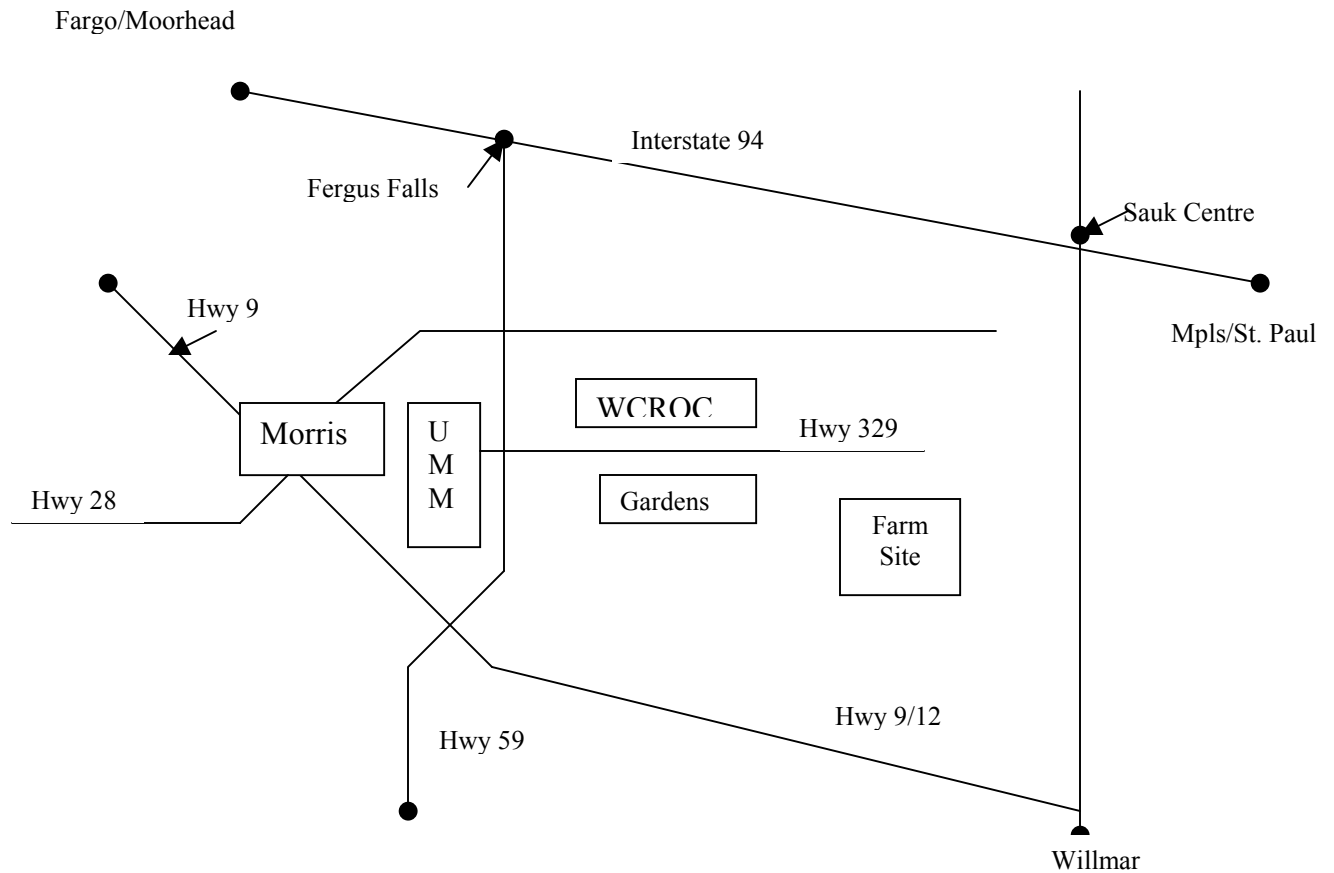 Fargo/Moorhead
Interstate 94
Fergus Falls
Sauk Centre
Hwy 9
Mpls/St. Paul
WCROC
Morris
U
M
M
Hwy 329
Hwy 28
Gardens
Farm
Site
Hwy 9/12
Hwy 59
Willmar